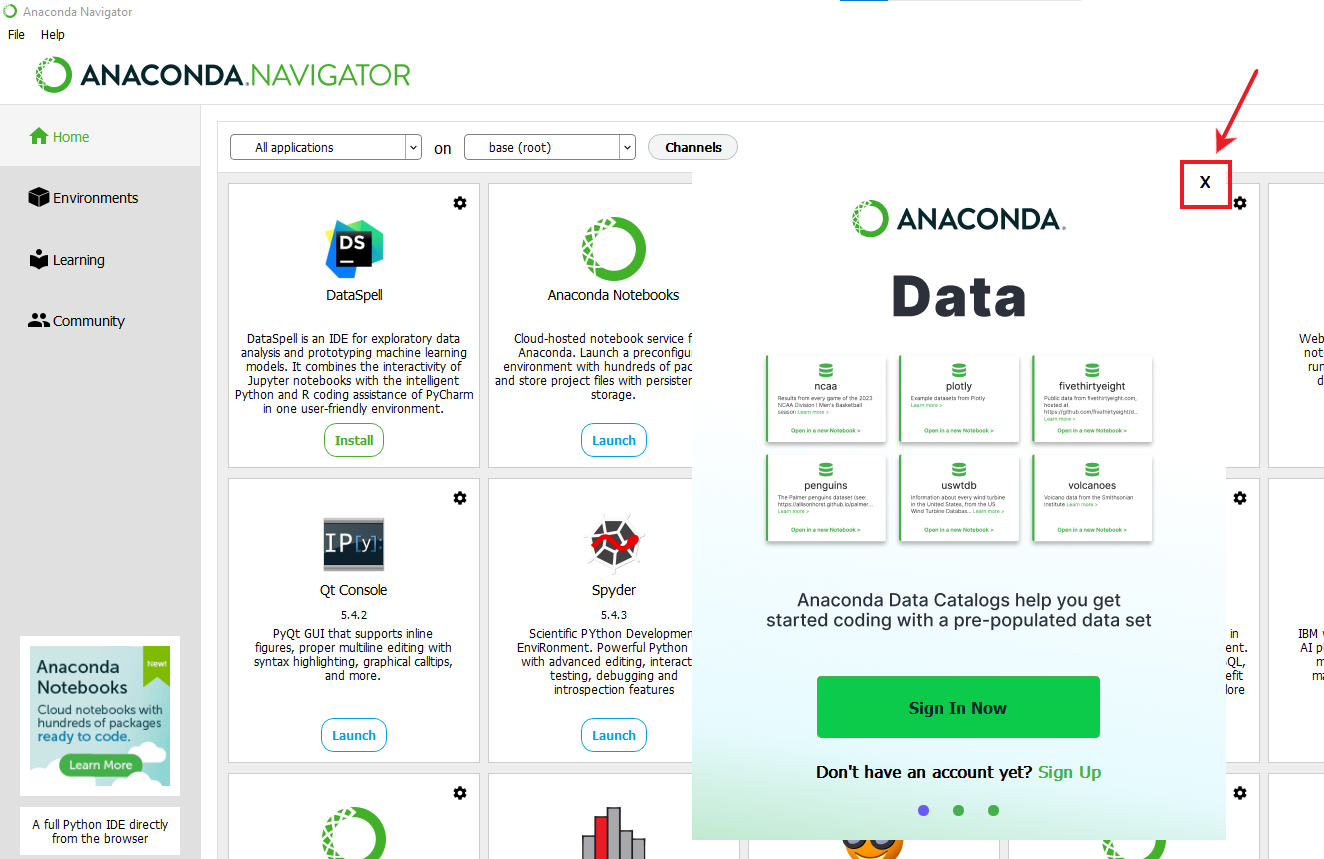 Anaconda Navigator
File Help
ANACONDA.NAVIGATOR
Home
Environments
Learning
Community
All applications
on
base (root)
Channels
DS
DataSpell
DataSpell is an IDE for exploratory data
analysis and prototyping machine learning
models. It combines the interactivity of
Jupyter notebooks with the intelligent
Python and R coding assistance of PyCharm
in one user-friendly environment.
Install
Anaconda Notebooks
Cloud-hosted notebook service f
Anaconda. Launch a preconfigu
environment with hundreds of pac
and store project files with persister
storage.
Launch
X
ANACONDA.
Data
ncaa
Results from every game of the 2023
NCAA Division I Men's Basketball
season Learn more >
Open in a new Notebook >
plotly
Example datasets from Plotly
Learn more >
Open in a new Notebook >
fivethirtyeight
Public data from fivethirtyeight.com,
hosted at
https://github.com/fivethirtyeight/d...
Learn more >
Open in a new Notebook >
penguins
The Palmer penguins dataset (see:
https://allisonhorst.github.io/palmer...
Learn more >
Open in a new Notebook >
uswtdb
Information about every wind turbine
in the United States, from the US
Wind Turbine Databas... Learn more >
Open in a new Notebook >
volcanoes
Volcano data from the Smithsonian
Institute Learn more >
Open in a new Notebook >
Anaconda Data Catalogs help you get
started coding with a pre-populated data set
Sign In Now
Don't have an account yet? Sign Up
Web
not
run
d
IP[y]:
Qt Console
5.4.2
PyQt GUI that supports inline
figures, proper multiline editing with
syntax highlighting, graphical calltips,
and more.
Launch
Spyder
5.4.3
Scientific PYthon Developmen
EnviRonment. Powerful Python
with advanced editing, interact
testing, debugging and
introspection features
Launch
in
ent.
QL,
efit
lore
IBM
AI p
m
ma
Anaconda
Notebooks
New!
Cloud notebooks with
hundreds of packages
ready to code.
Learn More
A full Python IDE directly
from the browser